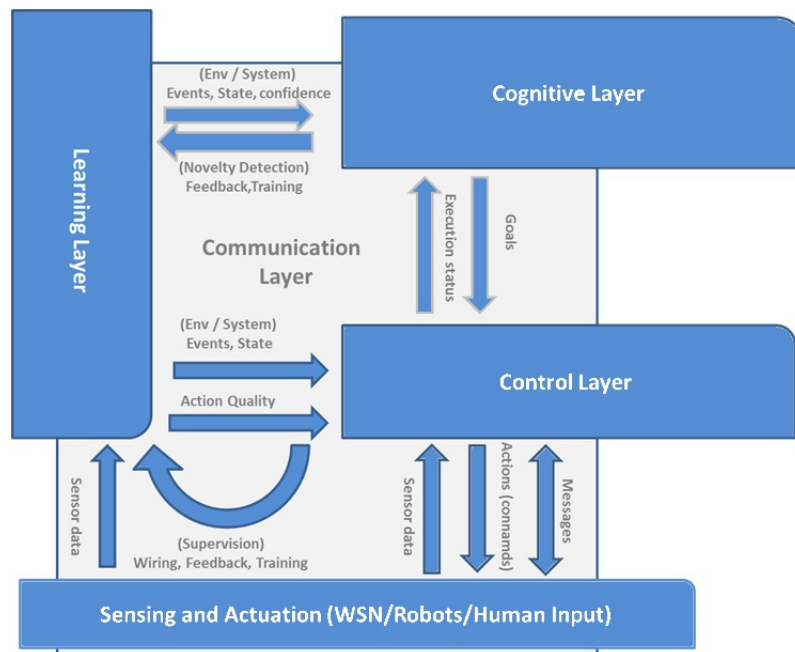 (Env / System)
Events, State, confidence
Cognitive Layer
Learning Layer
(Novelty Detection)
Feedback,Training
Execution status
Goals
Communication
Layer
(Env / System)
Events, State
Control Layer
Action Quality
Sensor data
(Supervision)
Wiring, Feedback, Training
Sensor data
Actions (connamds)
Messages
Sensing and Actuation (WSN/Robots/Human Input)